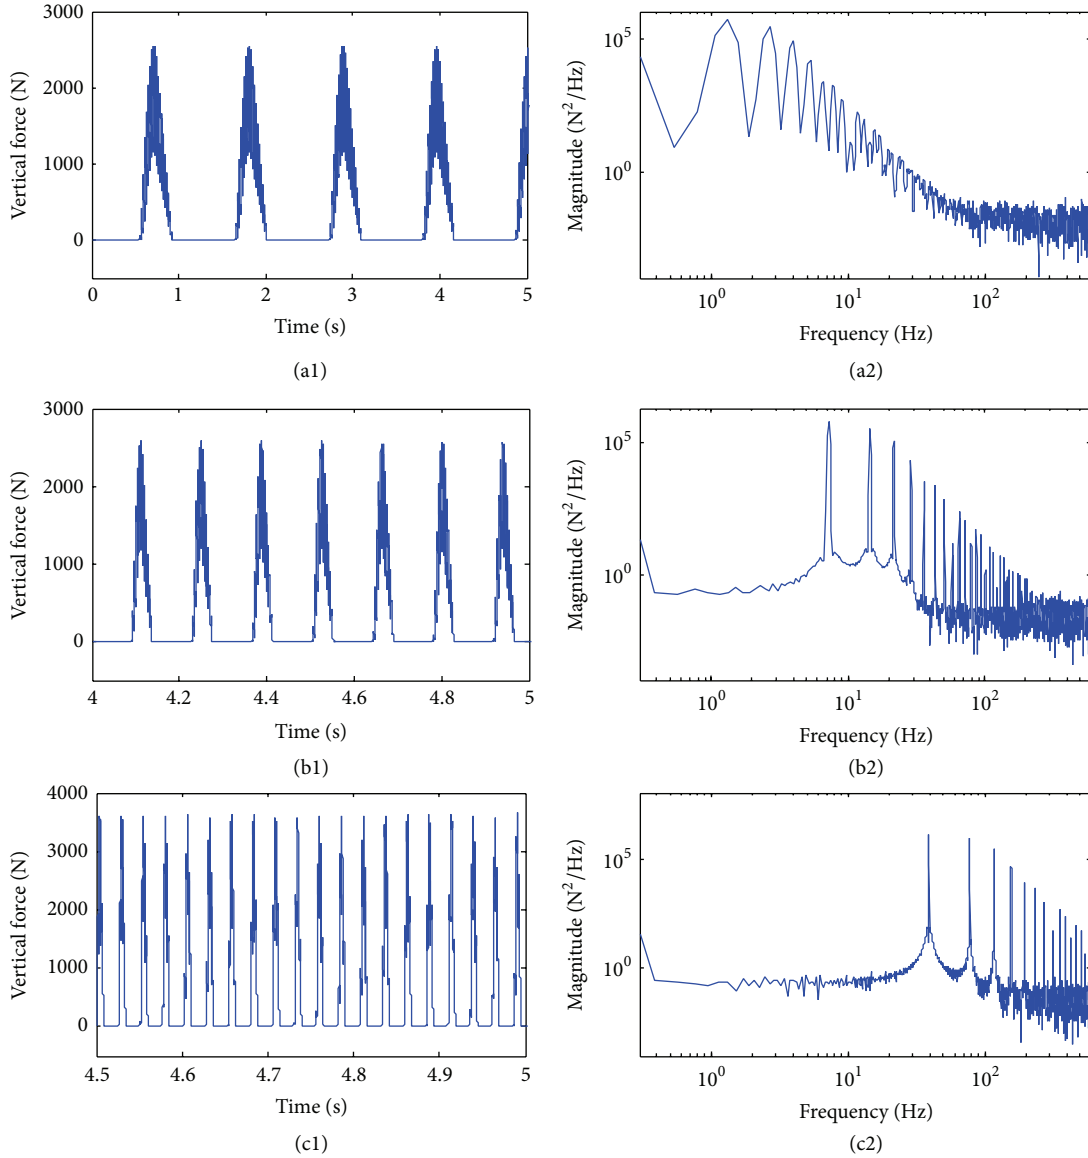 3000
2000
1000
0
Vertical force (N)
0 1 2 3 4 5
Time (s)
(a1)
10^5
10^0
Magnitude (N^2/Hz)
10^0 10^1 10^2
Frequency (Hz)
(a2)
3000
2000
1000
0
Vertical force (N)
4 4.2 4.4 4.6 4.8 5
Time (s)
(b1)
10^5
10^0
Magnitude (N^2/Hz)
10^0 10^1 10^2
Frequency (Hz)
(b2)
4000
3000
2000
1000
0
Vertical force (N)
4.5 4.6 4.7 4.8 4.9 5
Time (s)
(c1)
10^5
10^0
Magnitude (N^2/Hz)
10^0 10^1 10^2
Frequency (Hz)
(c2)